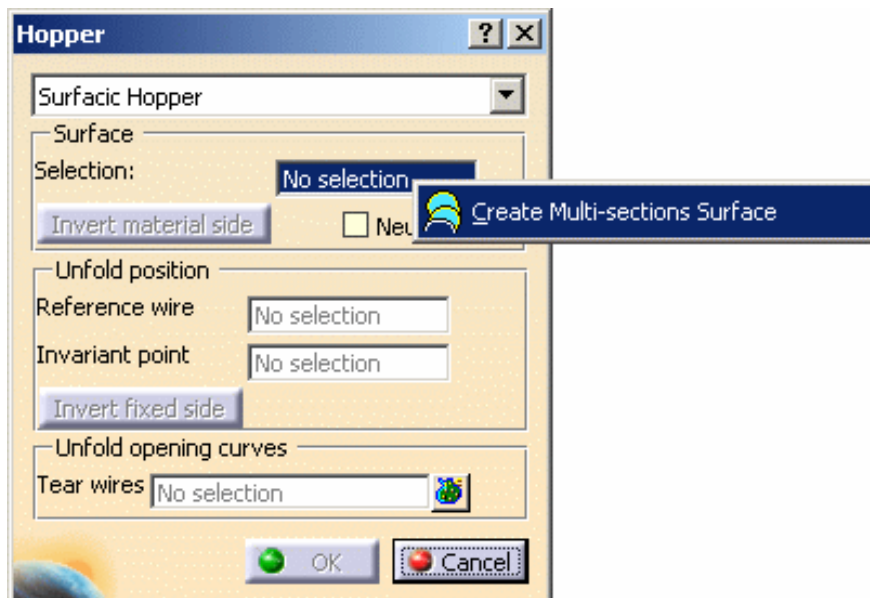 Hopper
Surfacic Hopper
Surface
Selection:
No selection
Create Multi-sections Surface
Invert material side
Unfold position
Reference wire
No selection
Invariant point
No selection
Invert fixed side
Unfold opening curves
Tear wires
No selection
OK
Cancel